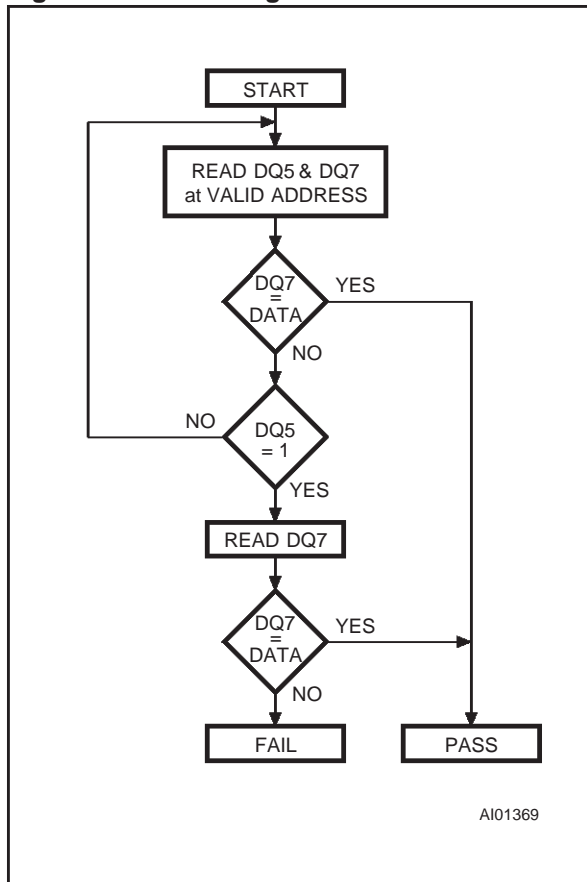 START
READ DQ5 & DQ7
at VALID ADDRESS
DQ7
=
DATA
YES
NO
NO
DQ5
= 1
YES
READ DQ7
DQ7
=
DATA
YES
NO
FAIL
PASS
AI01369